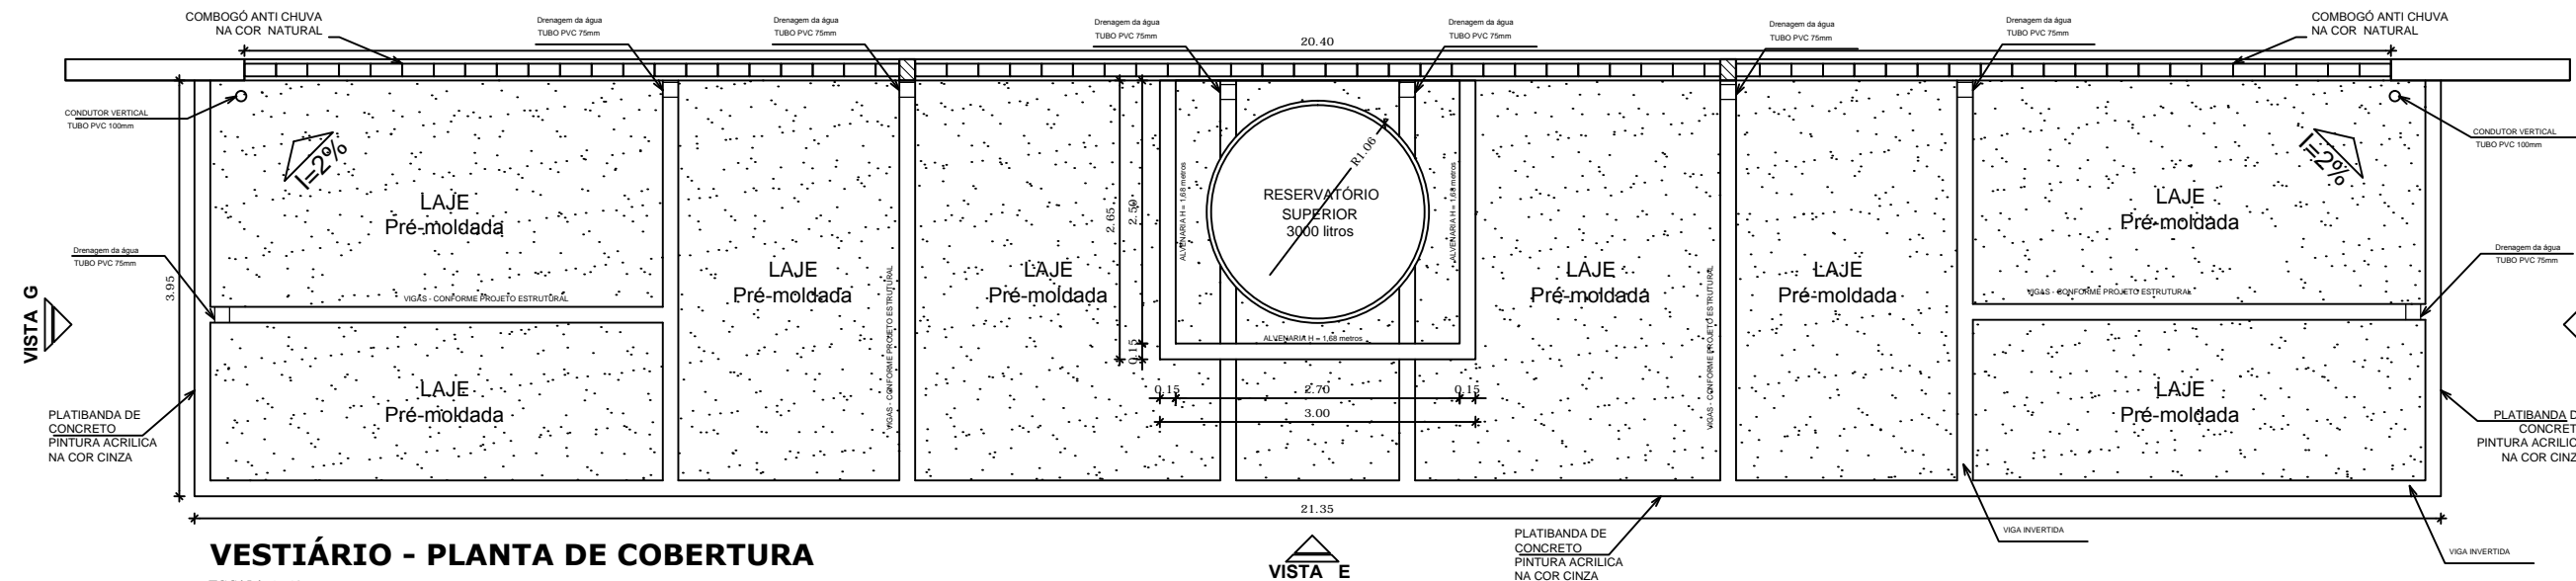 COMBOGÓ ANTI CHUVA
NA COR NATURAL
Drenagem da água
TUBO PVC 75mm
Drenagem da água
TUBO PVC 75mm
Drenagem da água
TUBO PVC 75mm
Drenagem da água
TUBO PVC 75mm
Drenagem da água
TUBO PVC 75mm
Drenagem da água
TUBO PVC 75mm
COMBOGÓ ANTI CHUVA
NA COR NATURAL
20.40
CONDUTOR VERTICAL
TUBO PVC 100mm
I=2%
LAJE
Pré-moldada
Drenagem da água
TUBO PVC 75mm
3.95
VISTA G
VIGAS - CONFORME PROJETO ESTRUTURAL
LAJE
Pré-moldada
PLATIBANDA DE
CONCRETO
PINTURA ACRILICA
NA COR CINZA
LAJE
Pré-moldada
VIGAS - CONFORME PROJETO ESTRUTURAL
LAJE
Pré-moldada
2.65
2.50
0.15
ALVENARIA H = 1,68 metros
R1.06
RESERVATÓRIO
SUPERIOR
3000 litros
ALVENARIA H = 1,68 metros
ALVENARIA H = 1,68 metros
0.15
2.70
0.15
3.00
LAJE
Pré-moldada
VIGAS - CONFORME PROJETO ESTRUTURAL
LAJE
Pré-moldada
I=2%
LAJE
Pré-moldada
VIGAS - CONFORME PROJETO ESTRUTURAL
LAJE
Pré-moldada
CONDUTOR VERTICAL
TUBO PVC 100mm
Drenagem da água
TUBO PVC 75mm
PLATIBANDA D
CONCRET
PINTURA ACRILIC
NA COR CINZ
21.35
VESTIÁRIO - PLANTA DE COBERTURA
VISTA E
PLATIBANDA DE
CONCRETO
PINTURA ACRILICA
NA COR CINZA
VIGA INVERTIDA
VIGA INVERTIDA